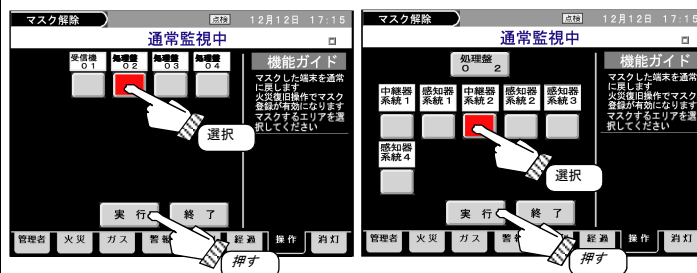 マスク解除
点検
12月12日 17:15
通常監視中
受信機 01
処理盤 02
処理盤 03
処理盤 04
機能ガイド
マスクした端末を通常
に戻します
火災復旧操作でマスク
登録が有効になります
マスクするエリアを選
択してください
選択
実 行
終 了
押す
管理者
火災
ガス
警報
経過
操作
消灯
マスク解除
点検
12月12日 17:15
通常監視中
処理盤
0 2
中継器 系統1
感知器 系統1
中継器 系統2
感知器 系統2
感知器 系統3
感知器 系統4
機能ガイド
マスクした端末を通常
に戻します
火災復旧操作でマスク
登録が有効になります
マスクするエリアを選
択してください
選択
実 行
終 了
押す
管理者
火災
ガス
経過
操作
消灯